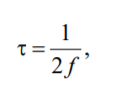 τ = 1/(2f),